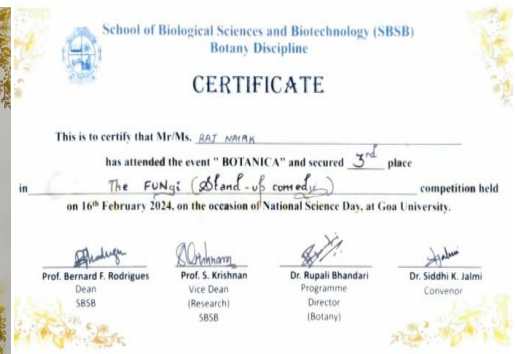 School of Biological Sciences and Biotechnology (SBSB)
Botany Discipline
CERTIFICATE
This is to certify that Mr/Ms. RAJ NAIAK
has attended the event " BOTANICA" and secured 3rd place
in The FUNgi (Stand-up comedy) competition held
on 16th February 2024, on the occasion of National Science Day, at Goa University.
Prof. Bernard F. Rodrigues Prof. S. Krishnan Dr. Rupali Bhandari Dr. Siddhi K. Jalmi
Dean Vice Dean Programme Convenor
SBSB (Research) Director
SBSB (Botany)